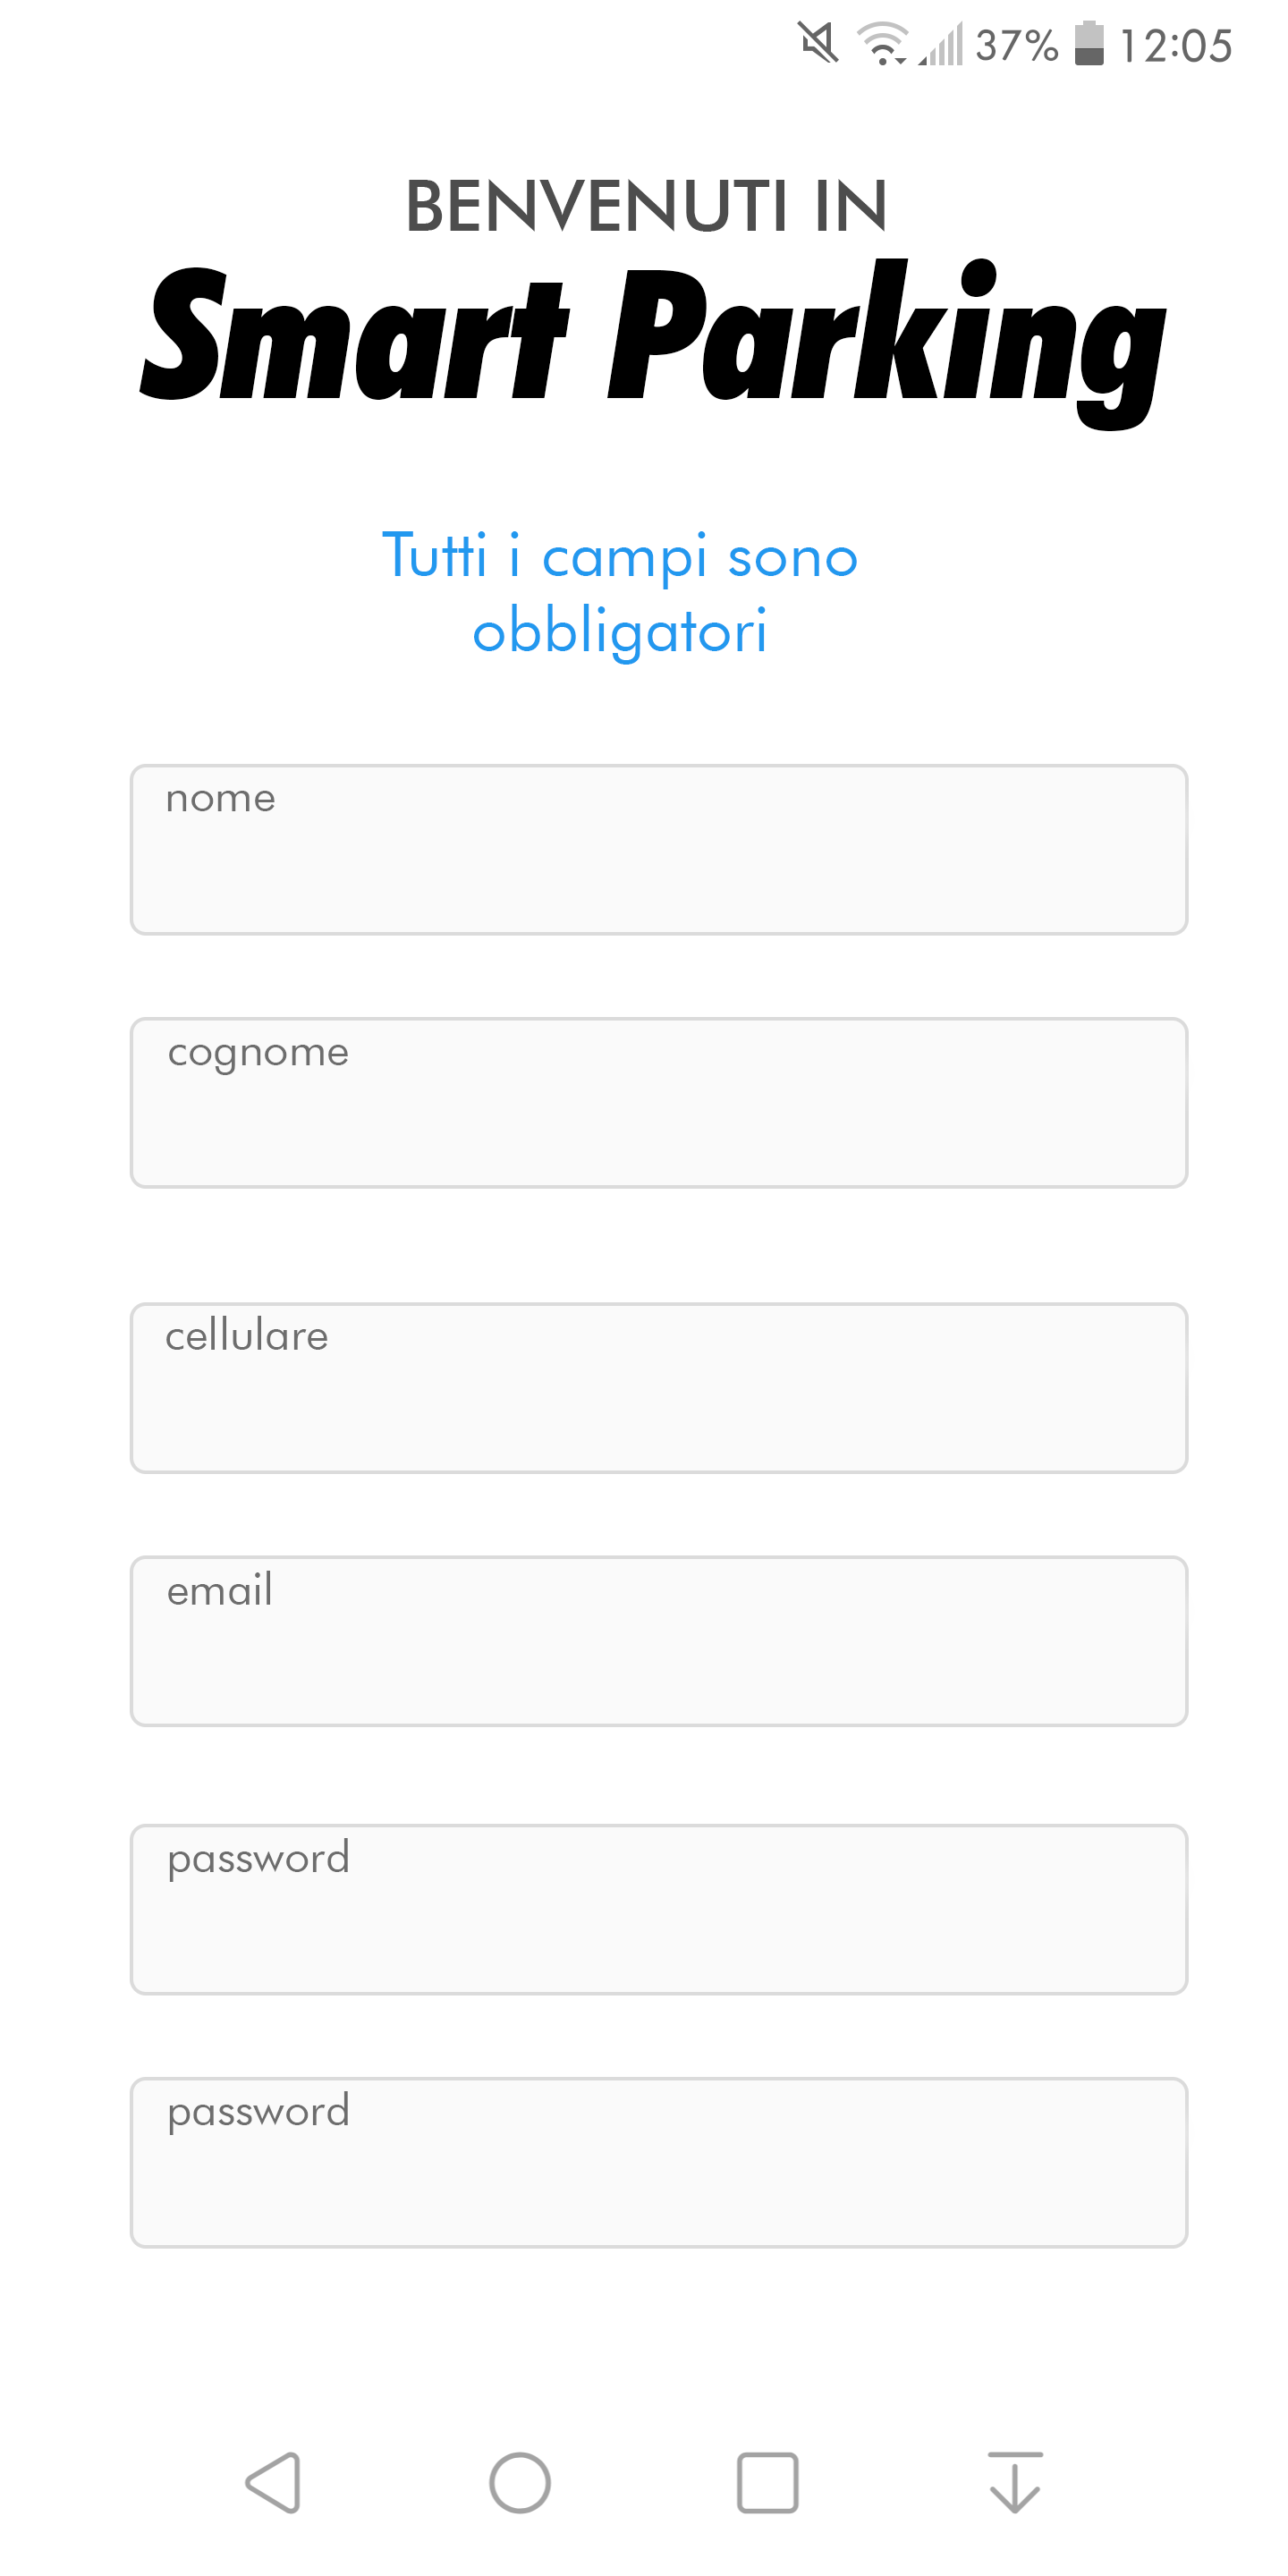 37% 12:05
BENVENUTI IN
Smart Parking
Tutti i campi sono
obbligatori
nome
cognome
cellulare
email
password
password